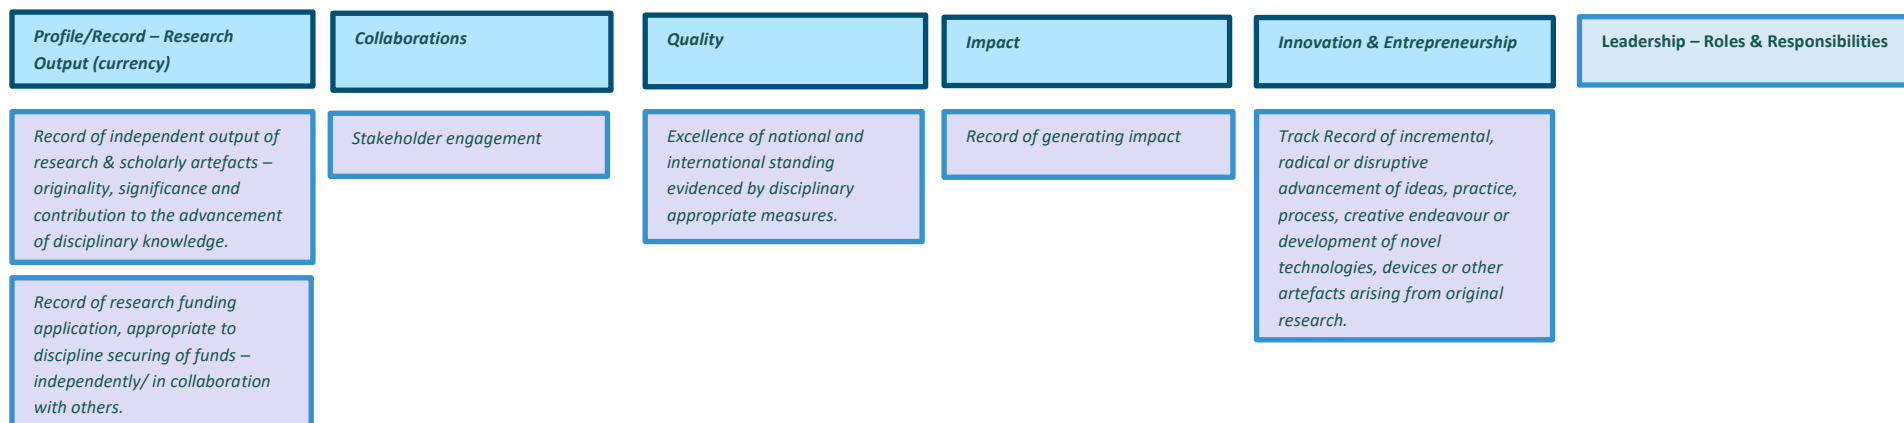 Profile/Record – Research
Output (currency)
Collaborations
Quality
Impact
Innovation & Entrepreneurship
Leadership – Roles & Responsibilities
Record of independent output of
research & scholarly artefacts –
originality, significance and
contribution to the advancement
of disciplinary knowledge.
Record of research funding
application, appropriate to
discipline securing of funds –
independently/ in collaboration
with others.
Stakeholder engagement
Excellence of national and
international standing
evidenced by disciplinary
appropriate measures.
Record of generating impact
Track Record of incremental,
radical or disruptive
advancement of ideas, practice,
process, creative endeavour or
development of novel
technologies, devices or other
artefacts arising from original
research.